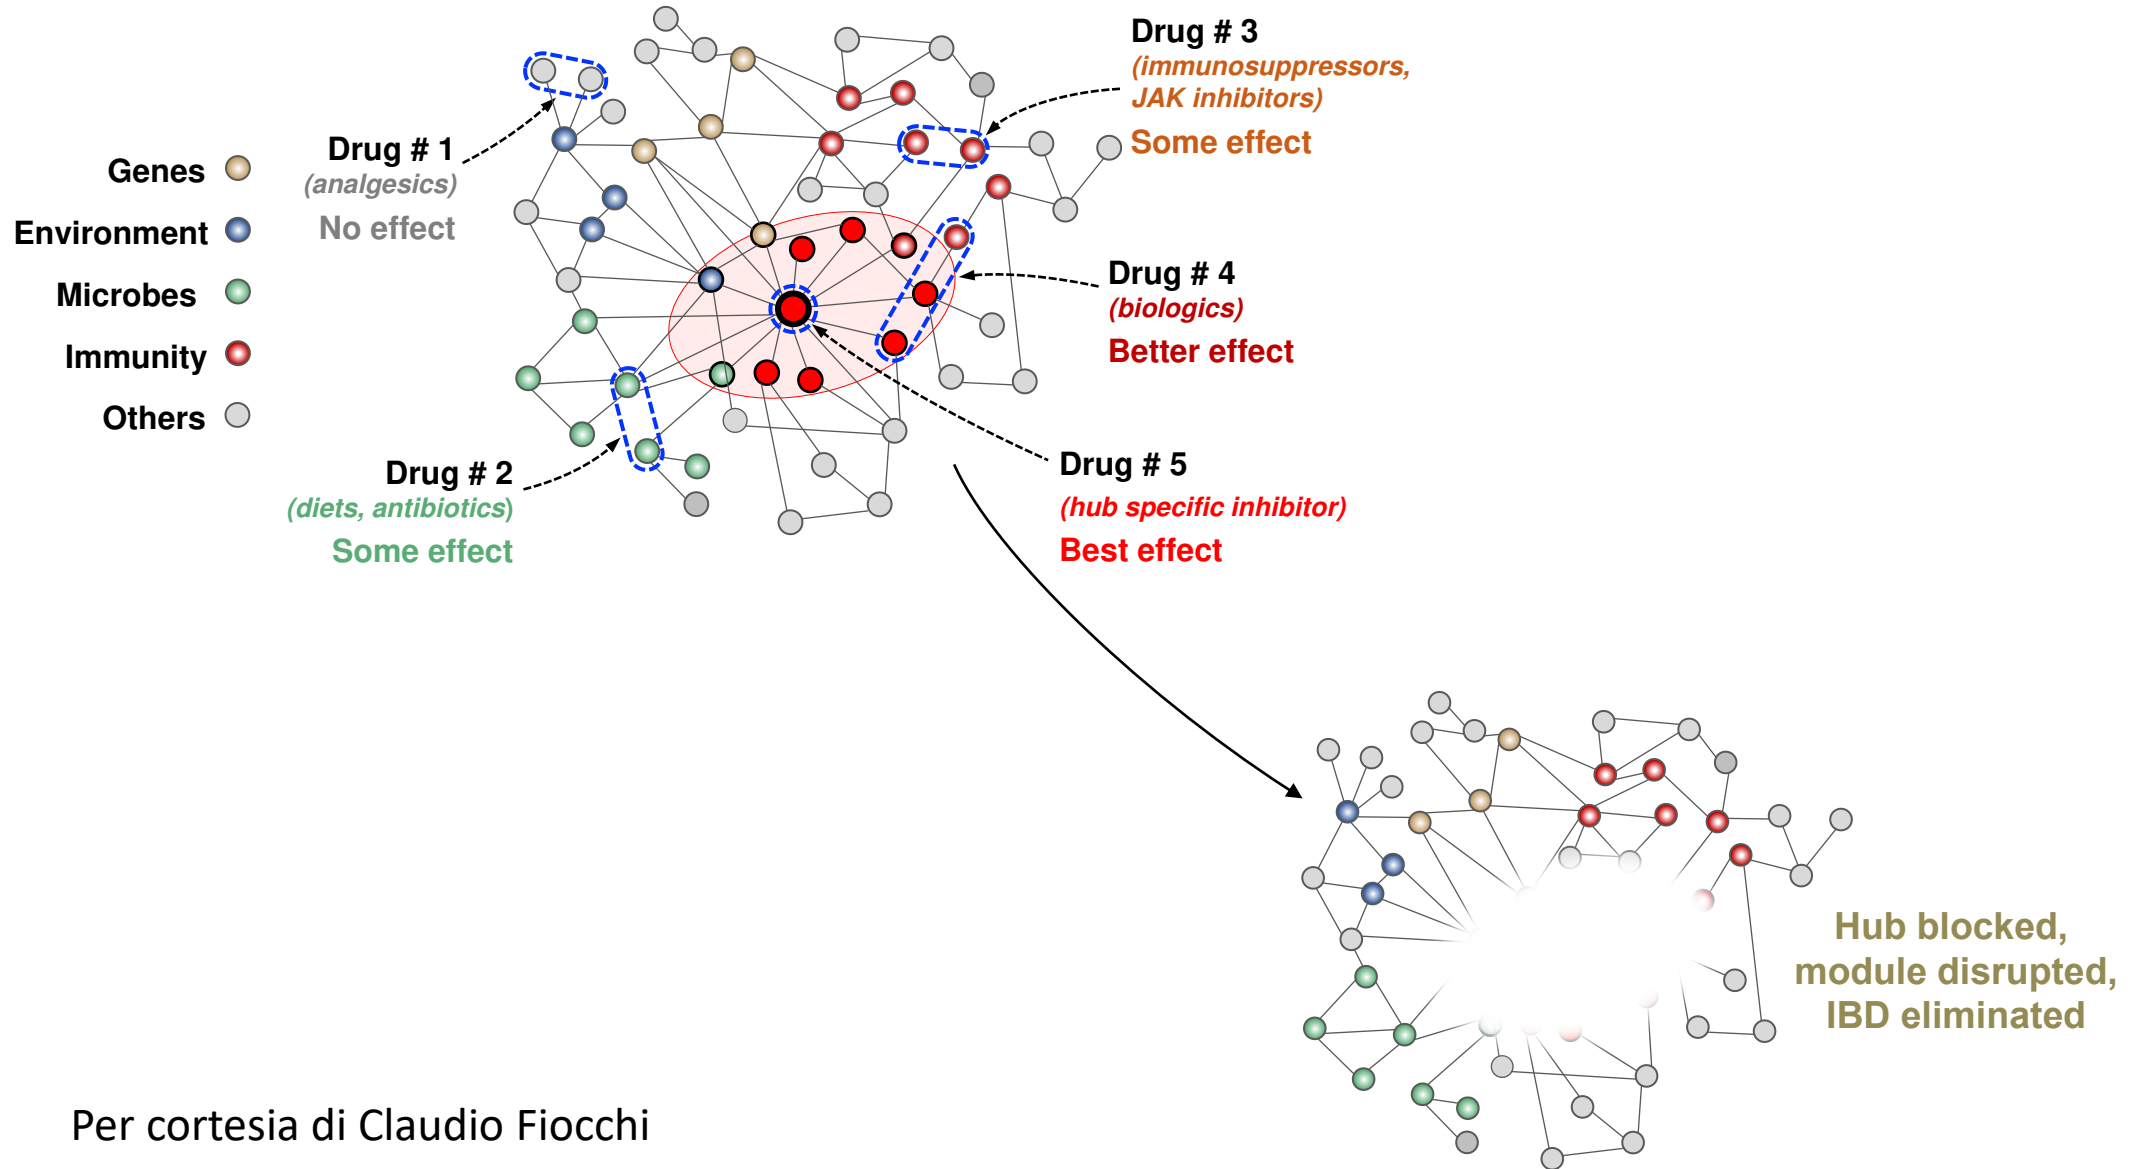 Genes
Environment
Microbes
Immunity
Others
Drug # 1
(analgesics)
No effect
Drug # 2
(diets, antibiotics)
Some effect
Drug # 3
(immunosuppressors,
JAK inhibitors)
Some effect
Drug # 4
(biologics)
Better effect
Drug # 5
(hub specific inhibitor)
Best effect
Hub blocked,
module disrupted,
IBD eliminated
Per cortesia di Claudio Fiocchi